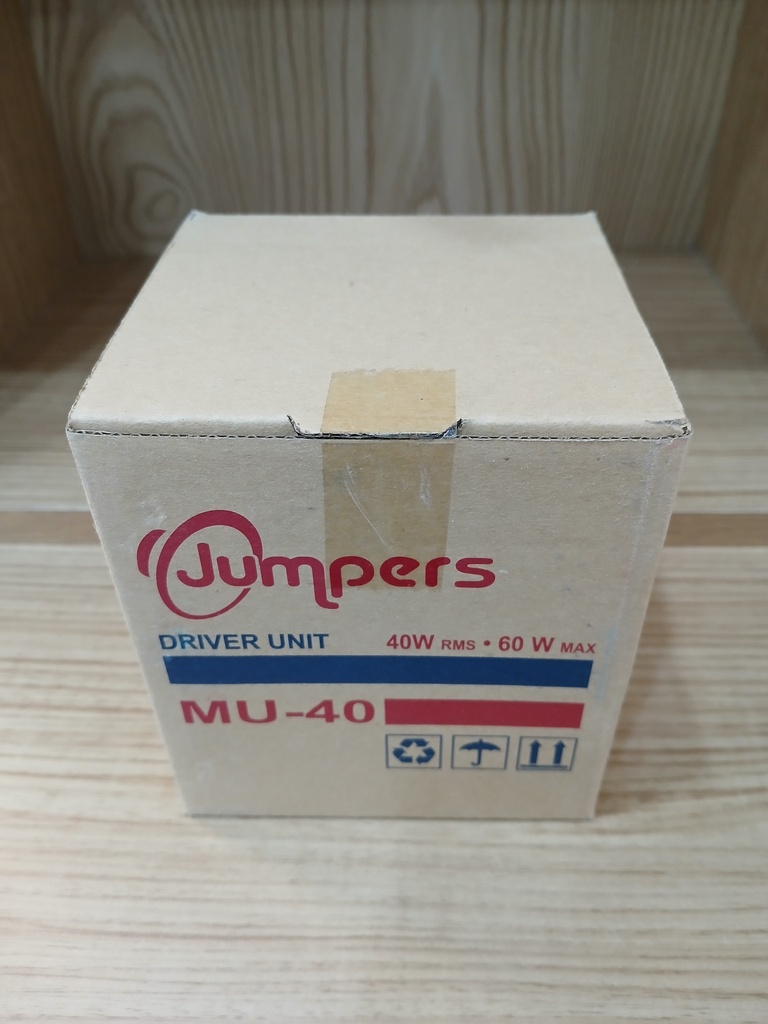 Jumpers
DRIVER UNIT 40W RMS • 60 W MAX
MU-40